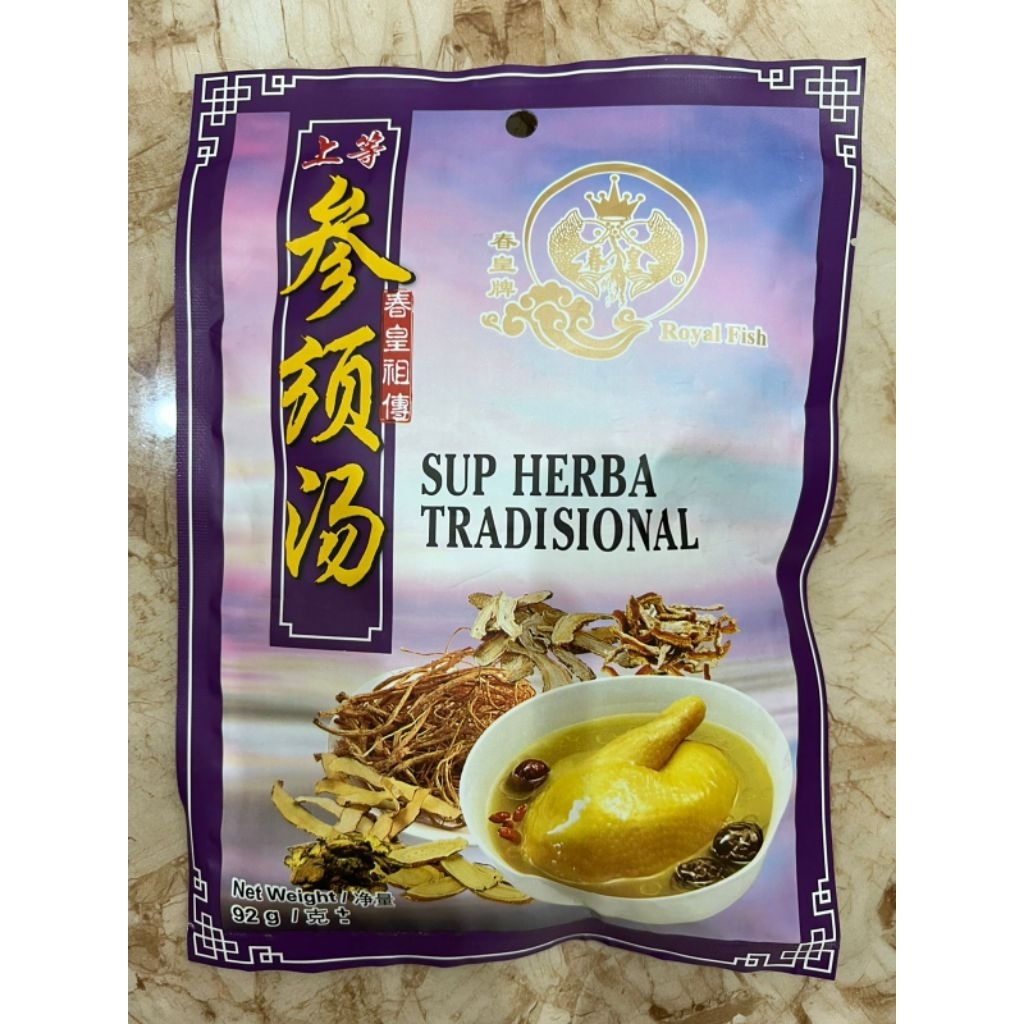 上等
参须汤
春皇祖傳
春皇牌
®
Royal Fish
SUP HERBA
TRADISIONAL
Net Weight / 净量
92 g / 克 ±